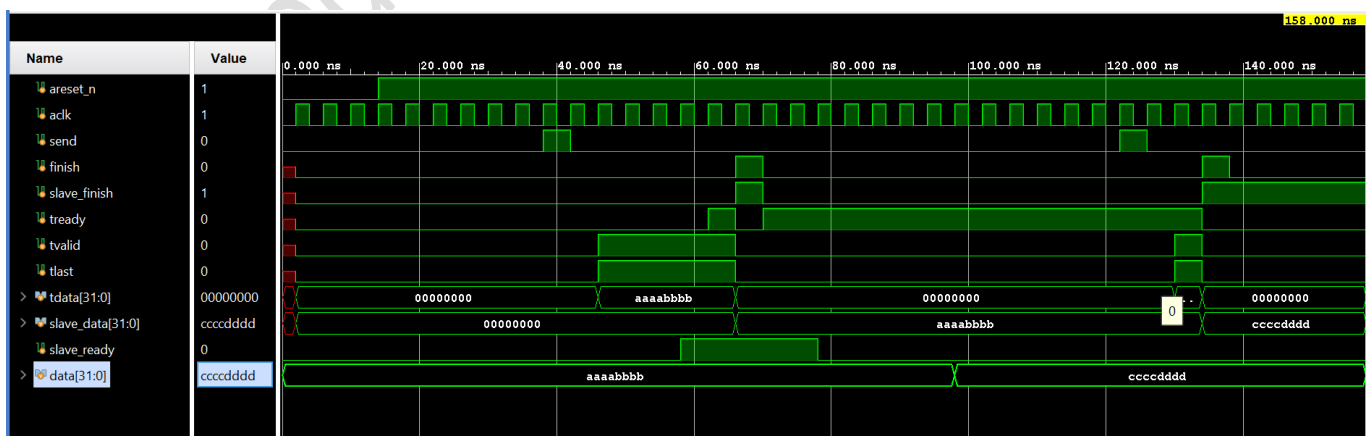 158.000 ns
Name Value
0.000 ns 20.000 ns 40.000 ns 60.000 ns 80.000 ns 100.000 ns 120.000 ns 140.000 ns
areset_n 1
aclk 1
send 0
finish 0
slave_finish 1
tready 0
tvalid 0
tlast 0
tdata[31:0] 00000000 00000000 aaaabbbb 00000000 .. 00000000
0
slave_data[31:0] ccccdddd 00000000 aaaabbbb ccccdddd
slave_ready 0
data[31:0] ccccdddd aaaabbbb ccccdddd